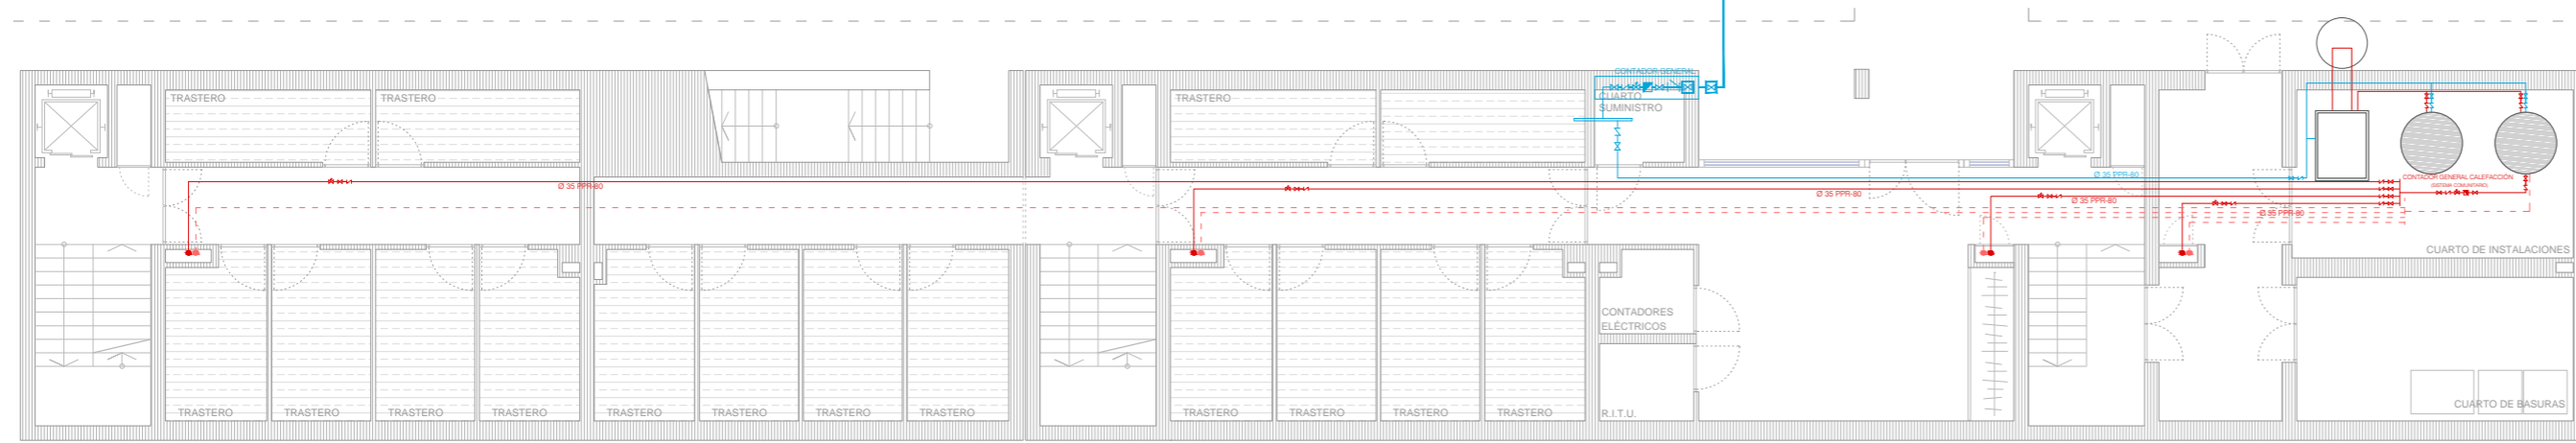 CONTADOR GENERAL
TRASTERO
TRASTERO
TRASTERO
CUARTO
SUMINISTRO
Ø 35 PPR-80
Ø 35 PPR-80
Ø 35 PPR-80
Ø 35 PPR-80
Ø 35 PPR-80
CONTADOR GENERAL CALEFACCIÓN
(SISTEMA COMUNITARIO)
CUARTO DE INSTALACIONES
CONTADORES
ELÉCTRICOS
TRASTERO
TRASTERO
TRASTERO
TRASTERO
TRASTERO
TRASTERO
TRASTERO
TRASTERO
TRASTERO
TRASTERO
TRASTERO
TRASTERO
R.I.T.U.
CUARTO DE BASURAS